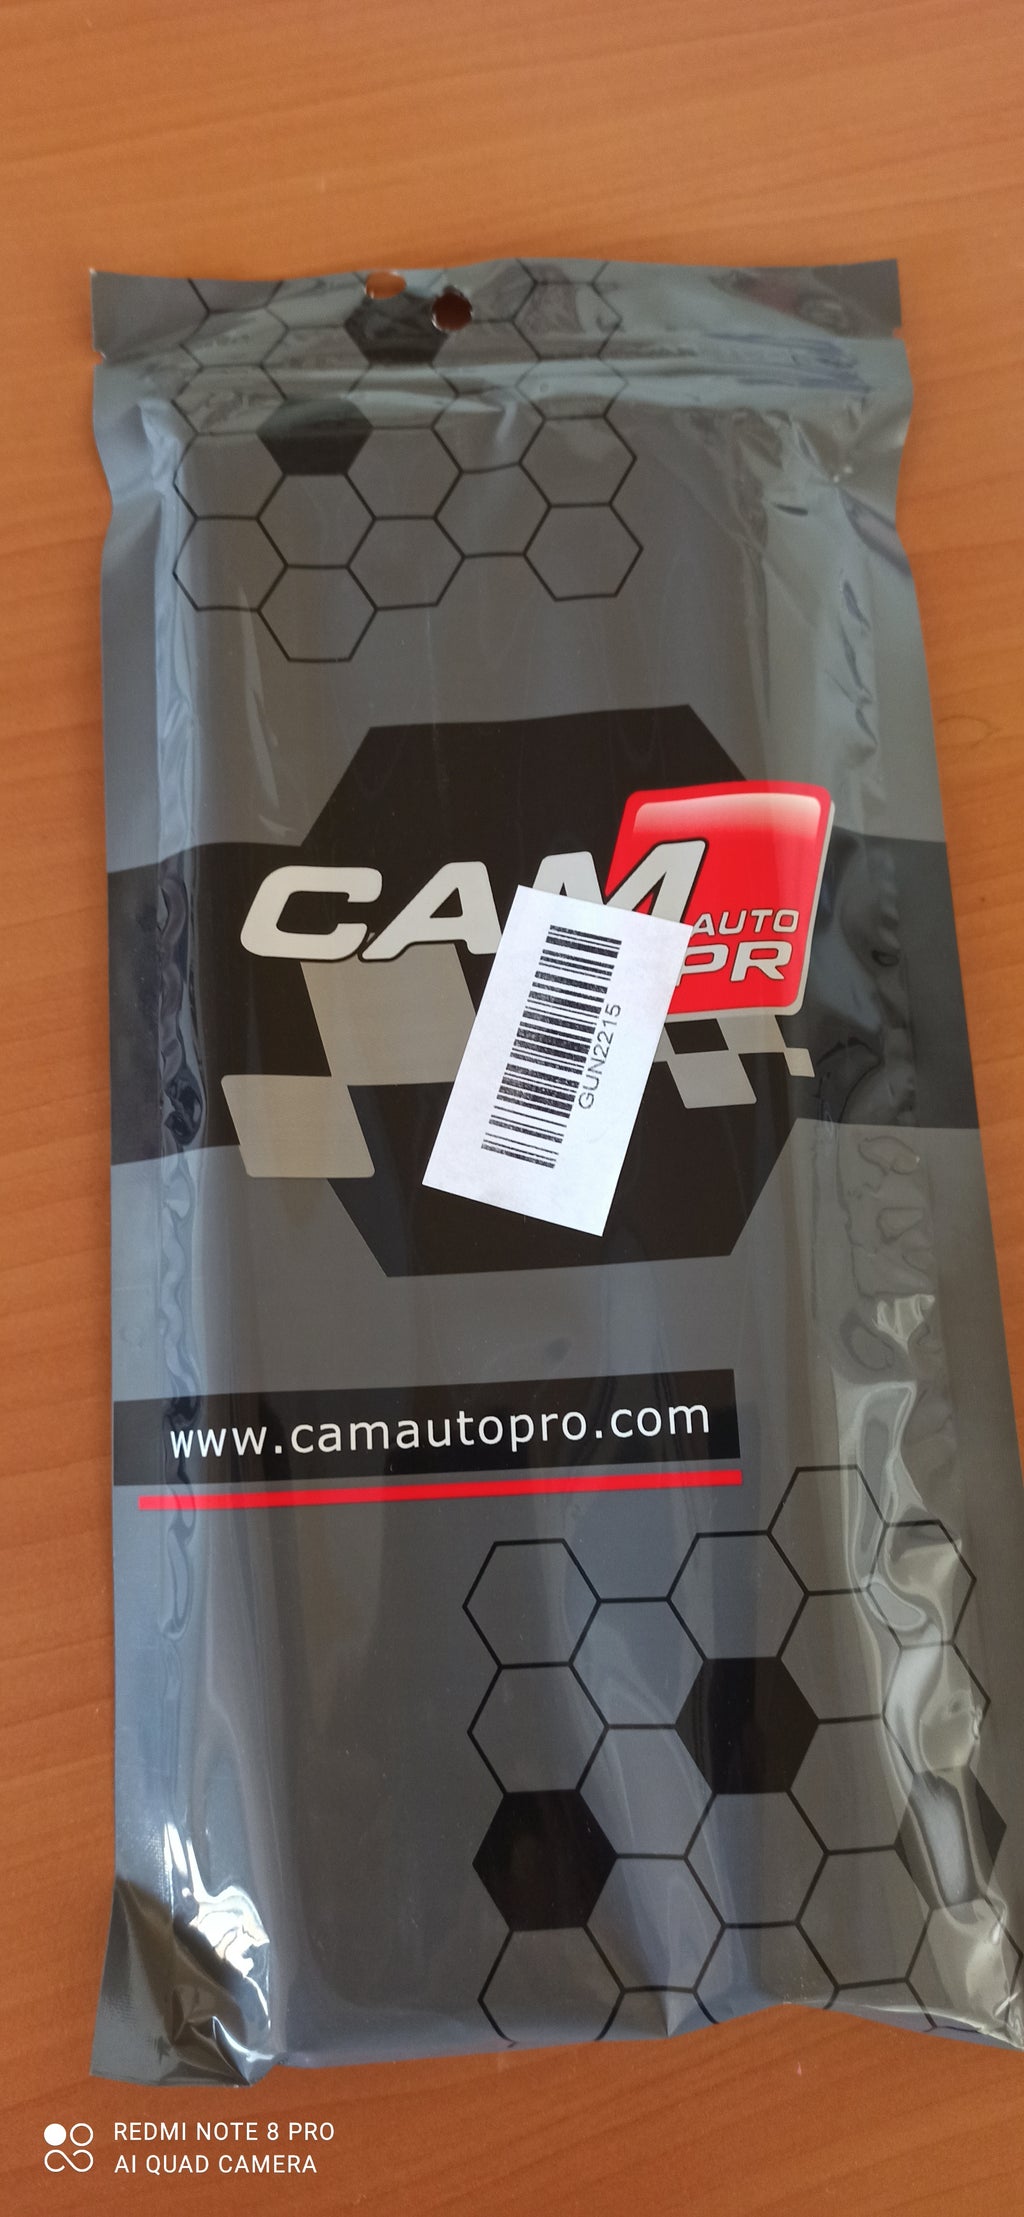 CAM
AUTO
PR
GUN2215
www.camautopro.com
REDMI NOTE 8 PRO
AI QUAD CAMERA